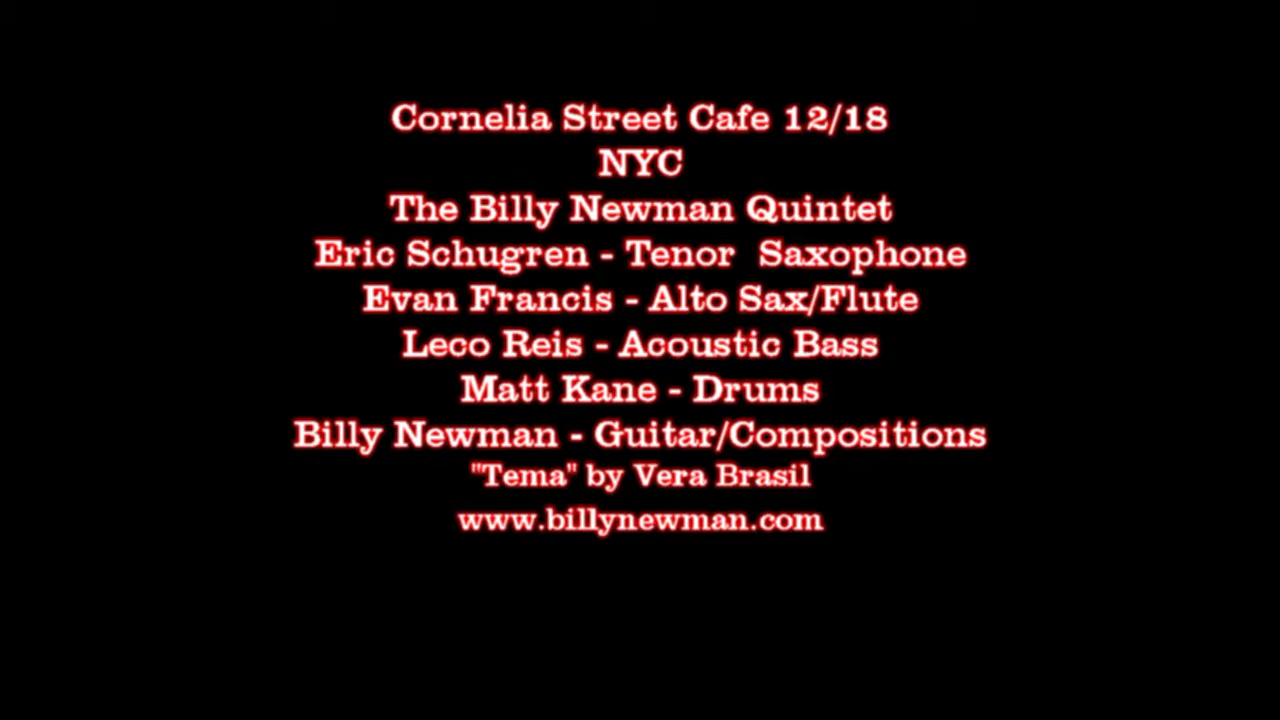 Cornelia Street Cafe 12/18
NYC
The Billy Newman Quintet
Eric Schugren - Tenor  Saxophone
Evan Francis - Alto Sax/Flute
Leco Reis - Acoustic Bass
Matt Kane - Drums
Billy Newman - Guitar/Compositions
"Tema" by Vera Brasil
www.billynewman.com